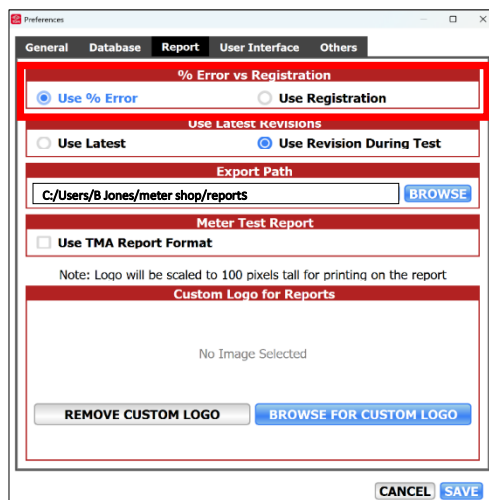 Preferences
General Database Report User Interface Others
% Error vs Registration
Use % Error Use Registration
Use Latest Revisions
Use Latest Use Revision During Test
Export Path
C:/Users/B Jones/meter shop/reports BROWSE
Meter Test Report
Use TMA Report Format
Note: Logo will be scaled to 100 pixels tall for printing on the report
Custom Logo for Reports
No Image Selected
REMOVE CUSTOM LOGO BROWSE FOR CUSTOM LOGO
CANCEL SAVE